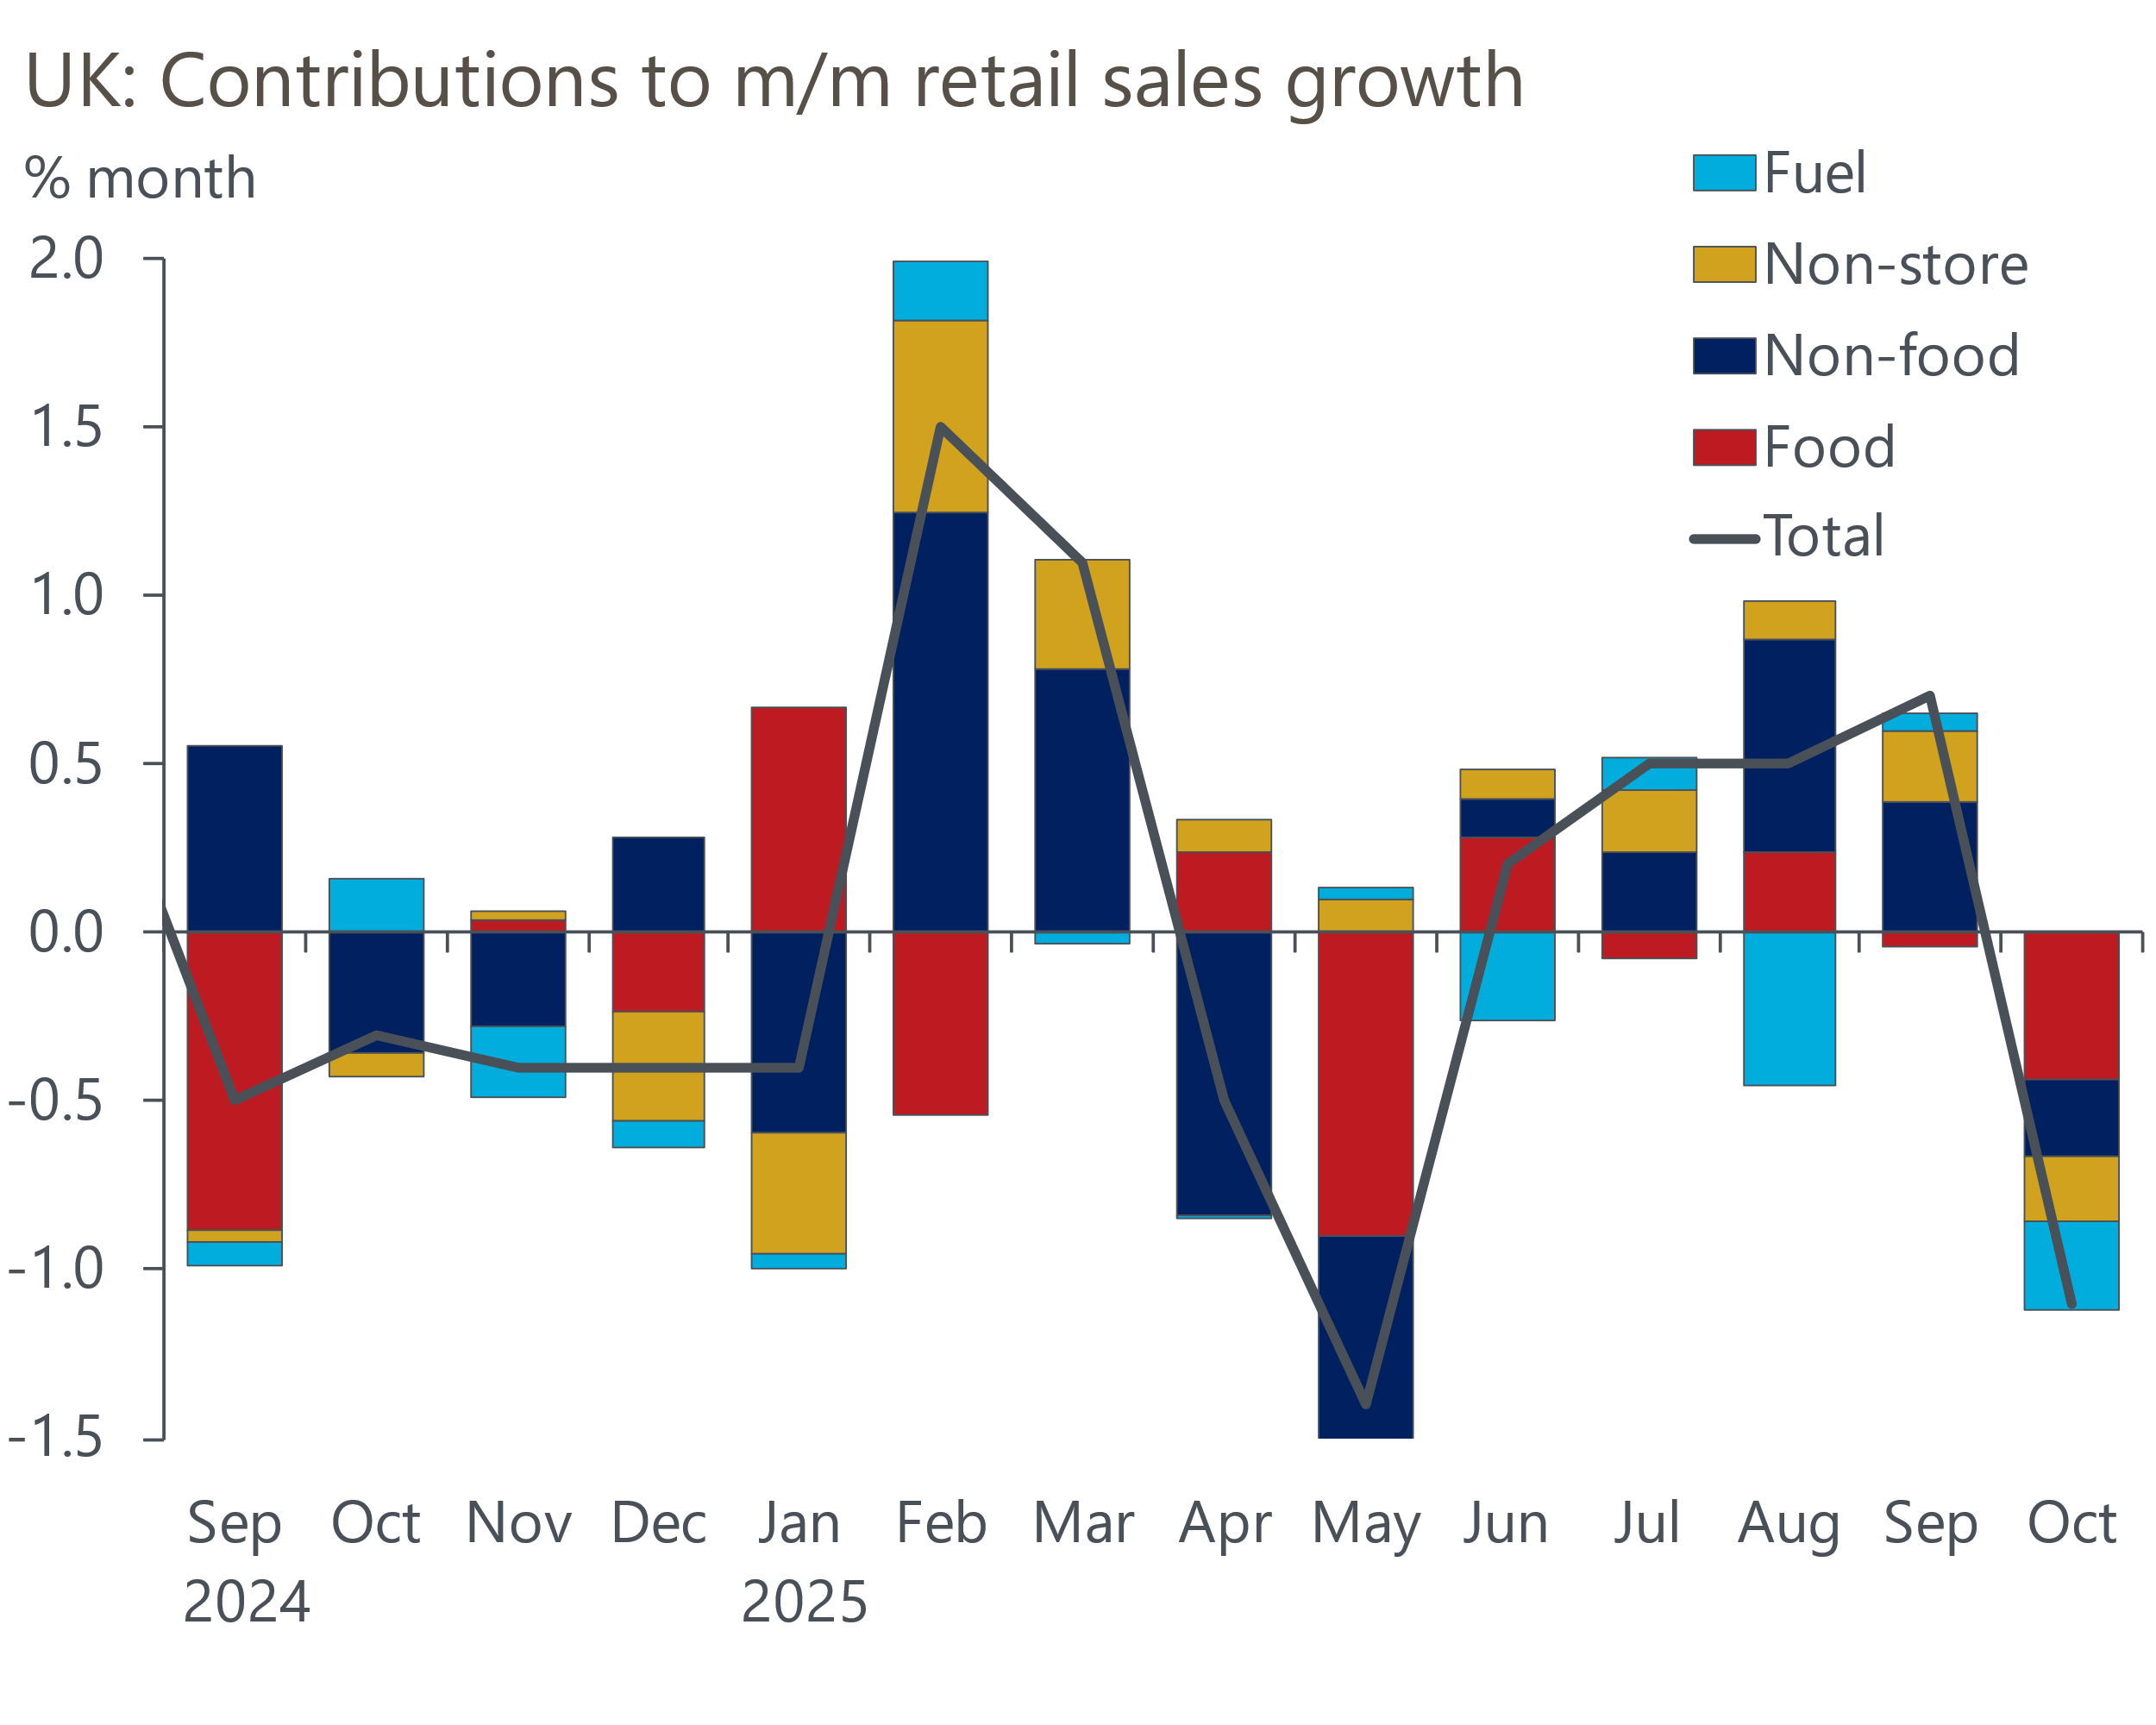 UK: Contributions to m/m retail sales growth
% month
Fuel
Non-store
Non-food
Food
Total
2.0
1.5
1.0
0.5
0.0
-0.5
-1.0
-1.5
Sep Oct Nov Dec Jan Feb Mar Apr May Jun Jul Aug Sep Oct
2024 2025